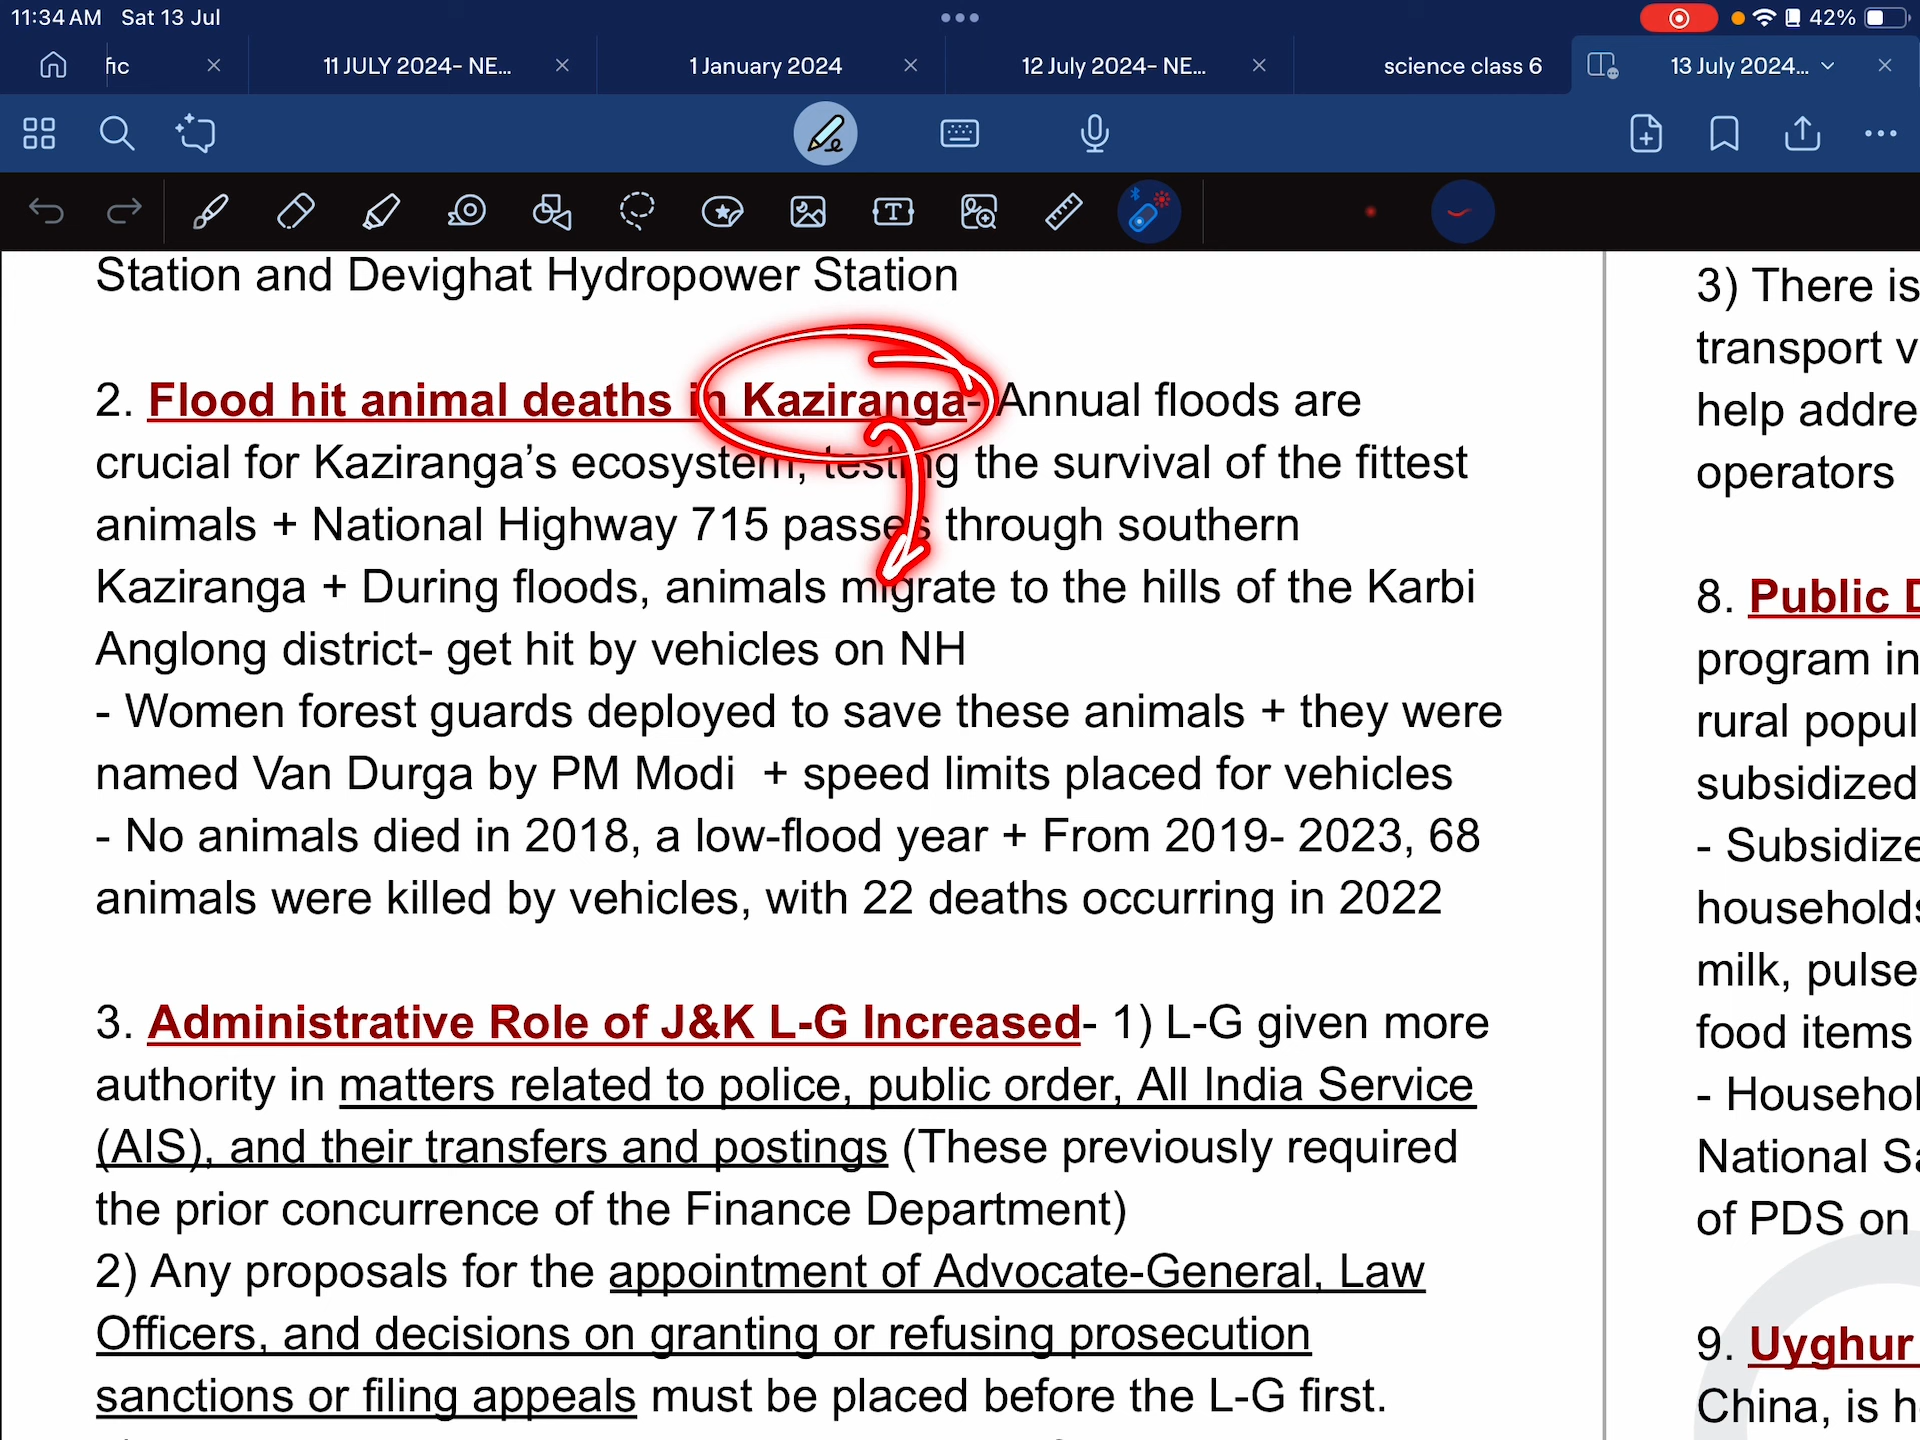 11:34 AM Sat 13 Jul
42%
fic
11 JULY 2024- NE...
1 January 2024
12 July 2024- NE...
science class 6
13 July 2024...
Station and Devighat Hydropower Station
2. Flood hit animal deaths in Kaziranga- Annual floods are
crucial for Kaziranga's ecosystem, testing the survival of the fittest
animals + National Highway 715 passes through southern
Kaziranga + During floods, animals migrate to the hills of the Karbi
Anglong district- get hit by vehicles on NH
- Women forest guards deployed to save these animals + they were
named Van Durga by PM Modi + speed limits placed for vehicles
- No animals died in 2018, a low-flood year + From 2019- 2023, 68
animals were killed by vehicles, with 22 deaths occurring in 2022
3. Administrative Role of J&K L-G Increased- 1) L-G given more
authority in matters related to police, public order, All India Service
(AIS), and their transfers and postings (These previously required
the prior concurrence of the Finance Department)
2) Any proposals for the appointment of Advocate-General, Law
Officers, and decisions on granting or refusing prosecution
sanctions or filing appeals must be placed before the L-G first.
3) There is
transport v
help addre
operators
8. Public D
program in
rural popul
subsidized
- Subsidize
households
milk, pulse
food items
- Househol
National Sa
of PDS on
9. Uyghur
China, is h